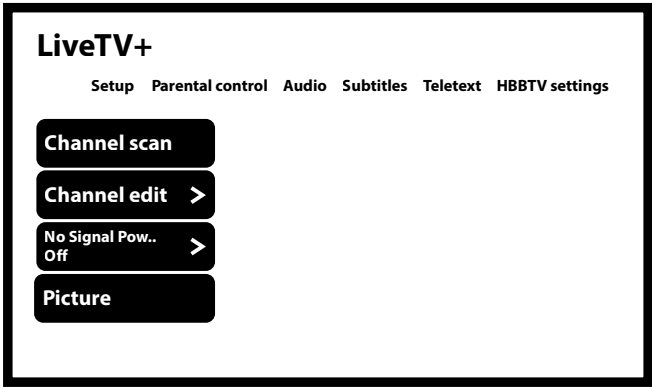 LiveTV+
Setup Parental control Audio Subtitles Teletext HBBTV settings
Channel scan
Channel edit >
No Signal Pow..
Off >
Picture